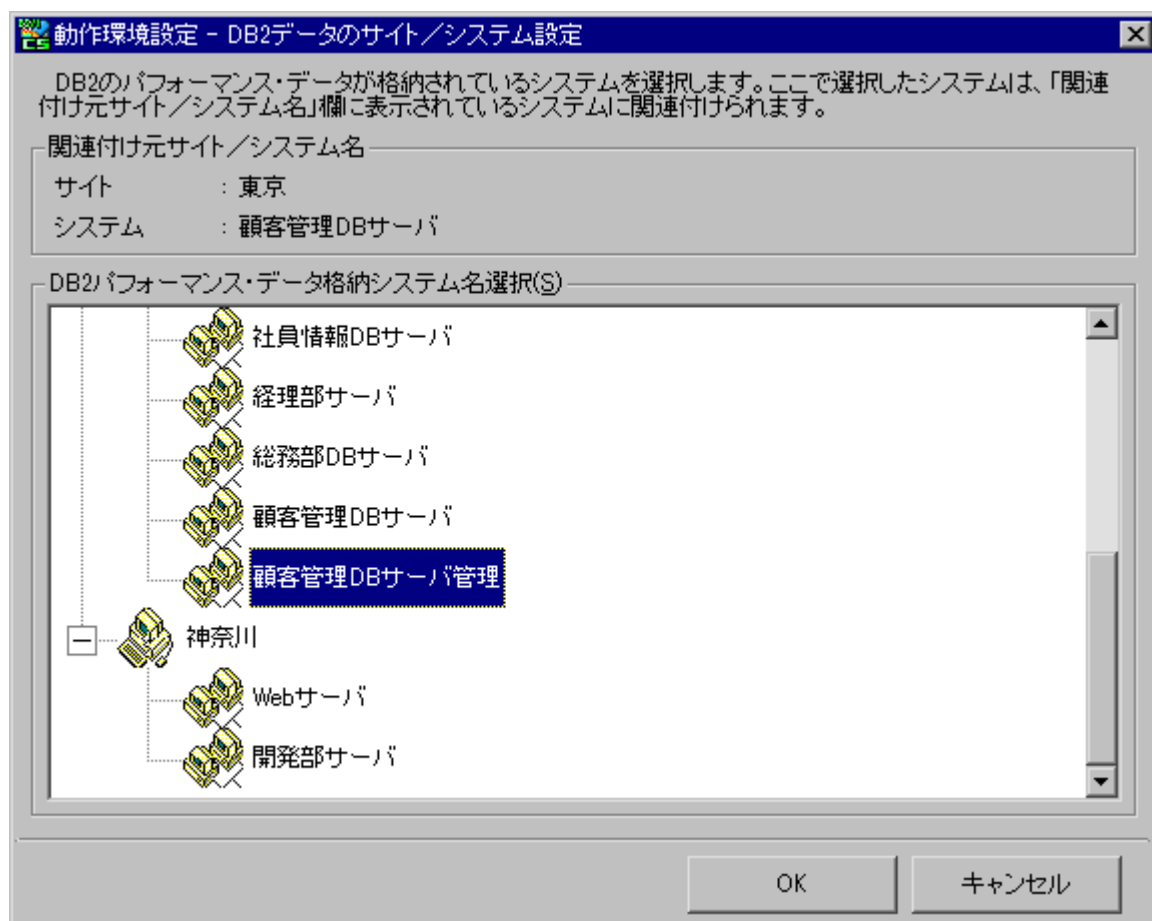 動作環境設定 - DB2データのサイト／システム設定
DB2のパフォーマンス・データが格納されているシステムを選択します。ここで選択したシステムは、「関連
付け元サイト／システム名」欄に表示されているシステムに関連付けられます。
関連付け元サイト／システム名
サイト : 東京
システム : 顧客管理DBサーバ
DB2パフォーマンス・データ格納システム名選択(S)
社員情報DBサーバ
経理部サーバ
総務部DBサーバ
顧客管理DBサーバ
顧客管理DBサーバ管理
神奈川
Webサーバ
開発部サーバ
OK キャンセル